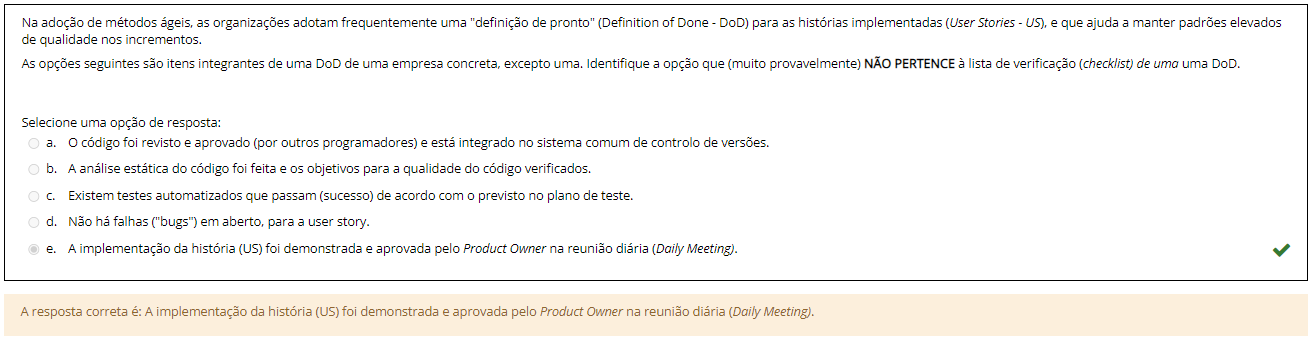 Na adoção de métodos ágeis, as organizações adotam frequentemente uma "definição de pronto" (Definition of Done - DoD) para as histórias implementadas (User Stories - US), e que ajuda a manter padrões elevados
de qualidade nos incrementos.
As opções seguintes são itens integrantes de uma DoD de uma empresa concreta, excepto uma. Identifique a opção que (muito provavelmente) NÃO PERTENCE à lista de verificação (checklist) de uma uma DoD.
Selecione uma opção de resposta:
a. O código foi revisto e aprovado (por outros programadores) e está integrado no sistema comum de controlo de versões.
b. A análise estática do código foi feita e os objetivos para a qualidade do código verificados.
c. Existem testes automatizados que passam (sucesso) de acordo com o previsto no plano de teste.
d. Não há falhas ("bugs") em aberto, para a user story.
e. A implementação da história (US) foi demonstrada e aprovada pelo Product Owner na reunião diária (Daily Meeting).
A resposta correta é: A implementação da história (US) foi demonstrada e aprovada pelo Product Owner na reunião diária (Daily Meeting).